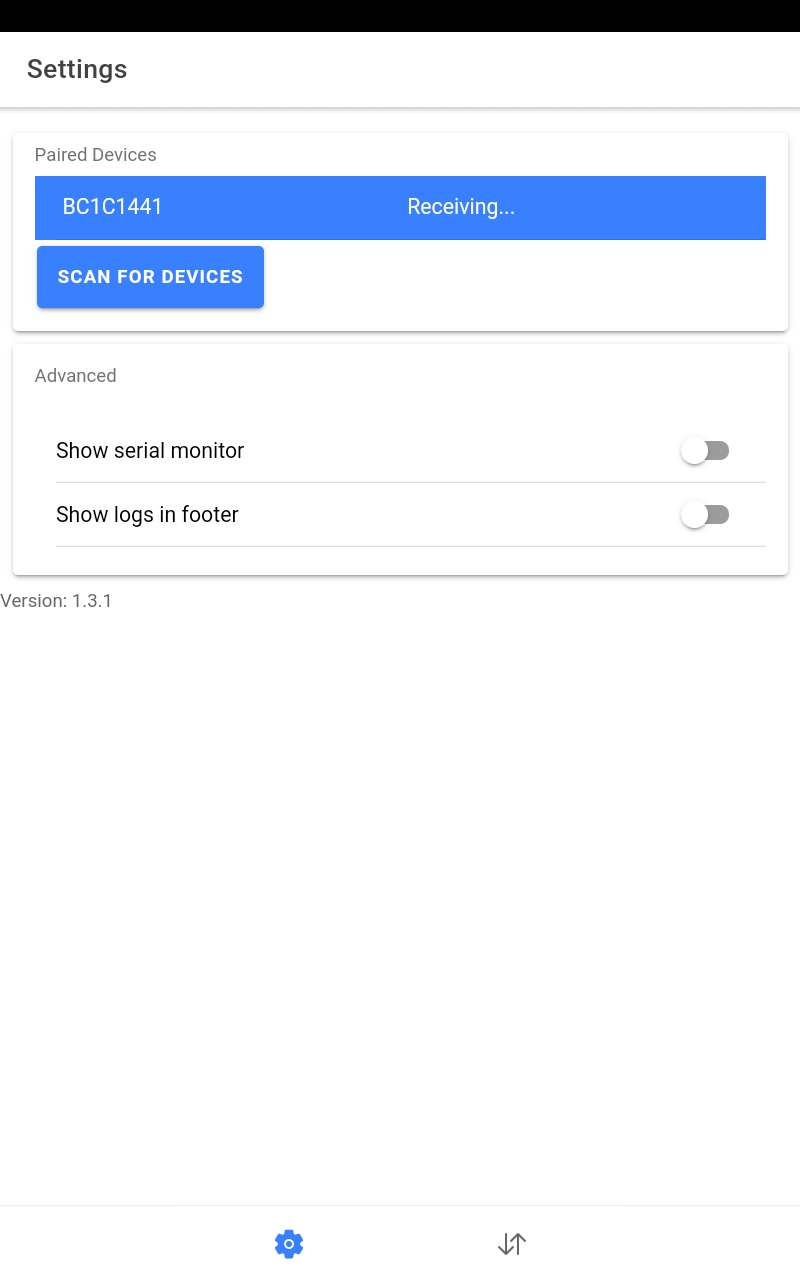 Settings
Paired Devices
BC1C1441 Receiving...
SCAN FOR DEVICES
Advanced
Show serial monitor
Show logs in footer
Version: 1.3.1